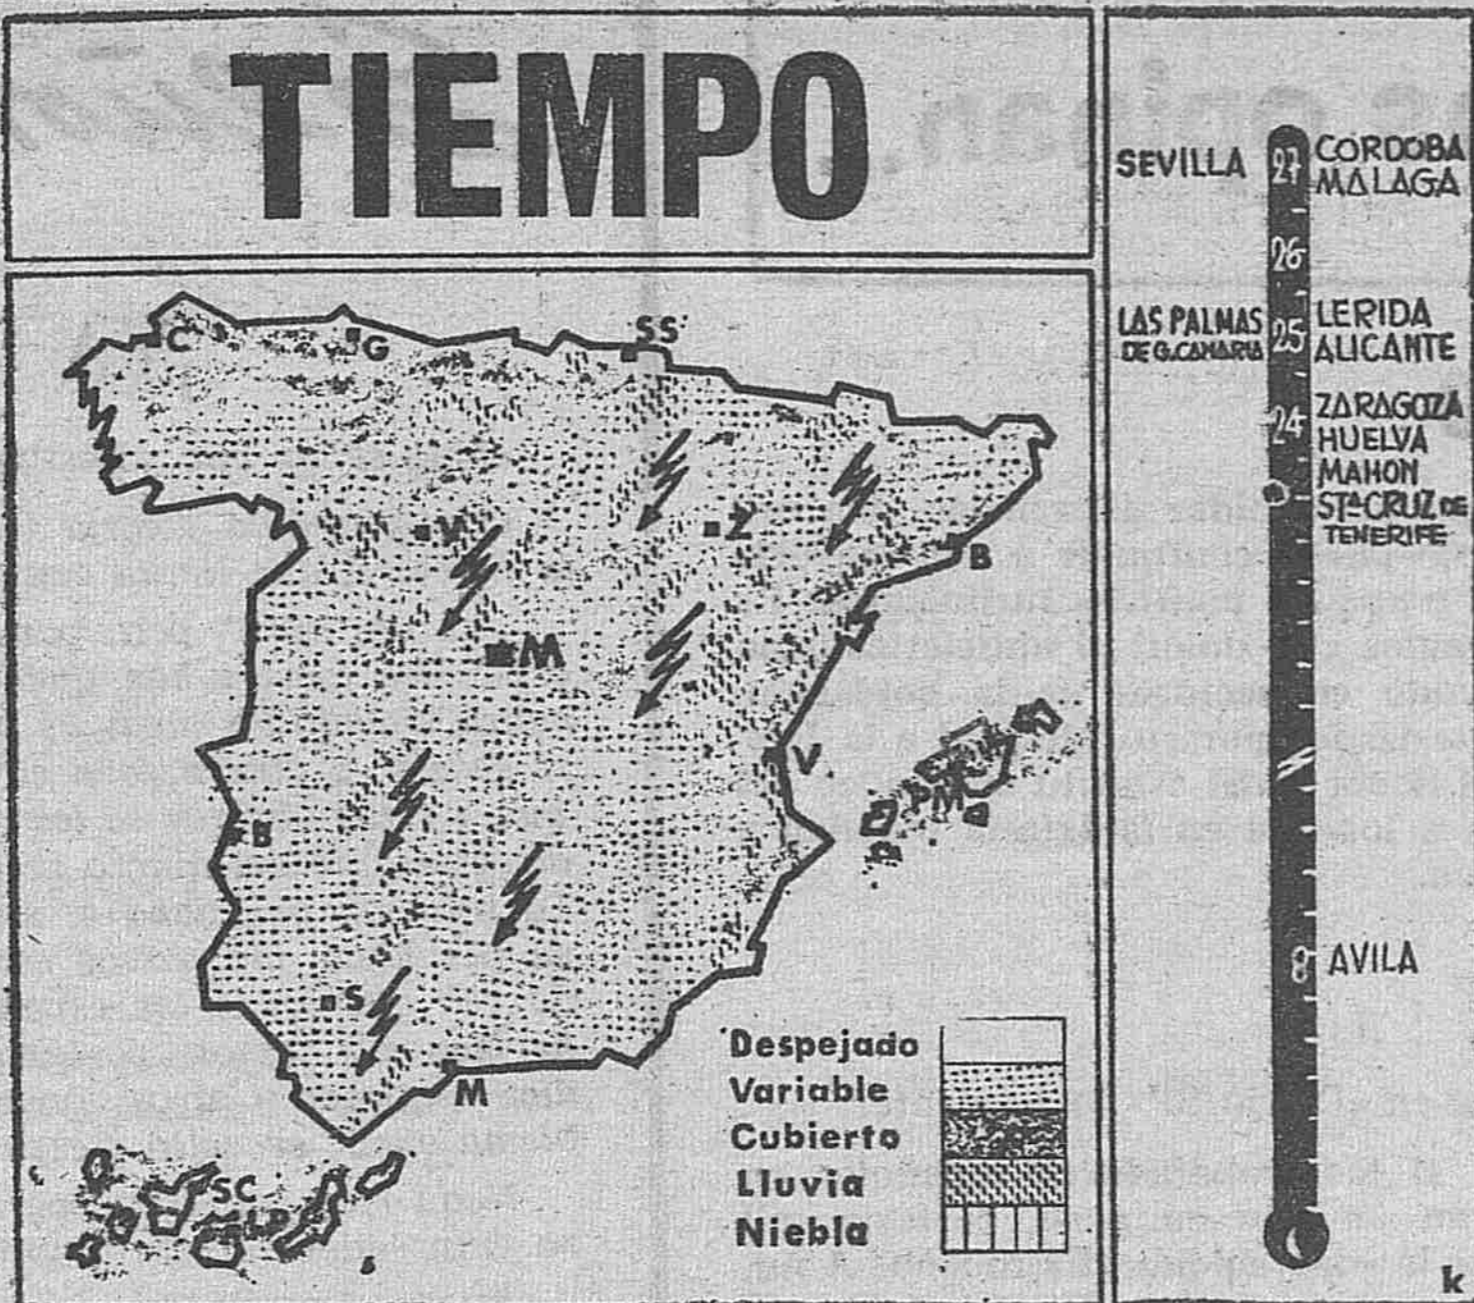 TIEMPO
C
G
SS
V
Z
B
M
V
B
PM
S
M
SC
LP
Despejado
Variable
Cubierto
Lluvia
Niebla
SEVILLA
27
CORDOBA
MALAGA
26
LAS PALMAS
DE G. CANARIA
25
LERIDA
ALICANTE
24
ZARAGOZA
HUELVA
MAHON
STA CRUZ DE
TENERIFE
8
AVILA
k